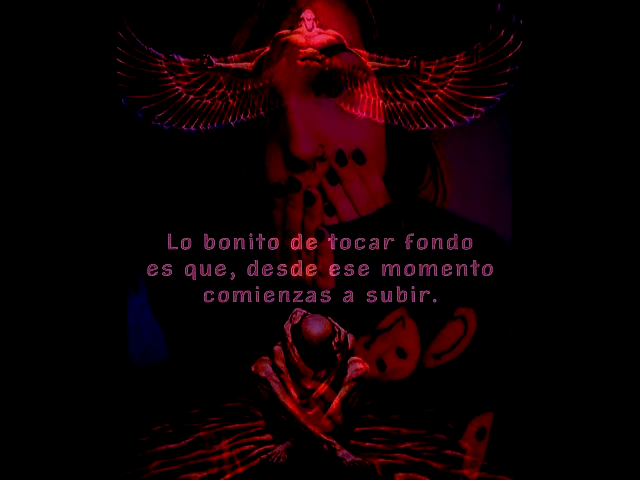 Lo bonito de tocar fondo
es que, desde ese momento
comienzas a subir.